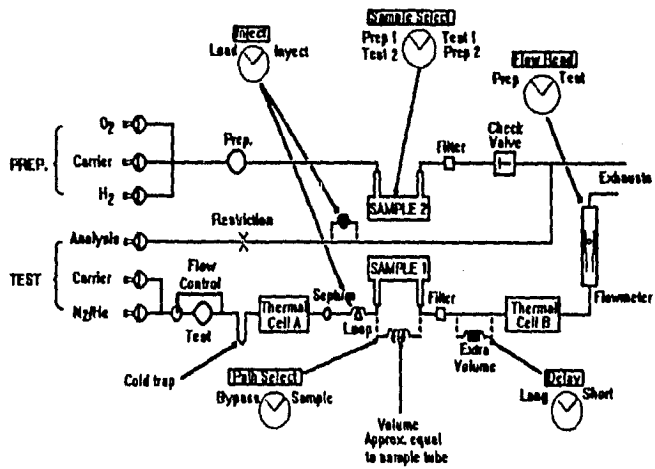 Sample Select
Prep 1 Test 1
Test 2 Prep 2
Inject
Load Inject
Flow Read
Prep Test
O2
PREP.
Carrier
H2
Prep.
Filter
Check
Valve
Exhausts
SAMPLE 2
Restriction
Analysis
TEST
Carrier
N2/He
Flow
Control
Test
Cold trap
Thermal
Cell A
Septum
Loop
SAMPLE 1
Filter
Extra
Volume
Thermal
Cell B
Flowmeter
Path Select
Bypass Sample
Volume
Approx. equal
to sample tube
Delay
Long Short